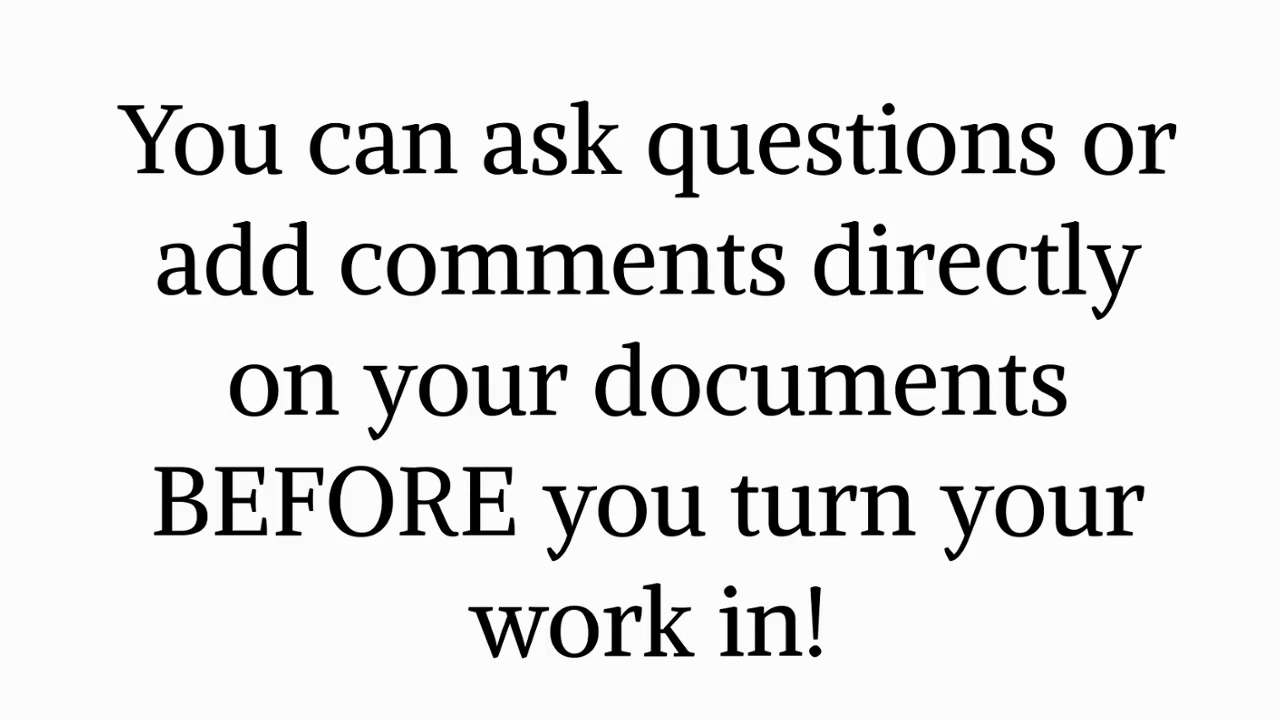 You can ask questions or
add comments directly
on your documents
BEFORE you turn your
work in!